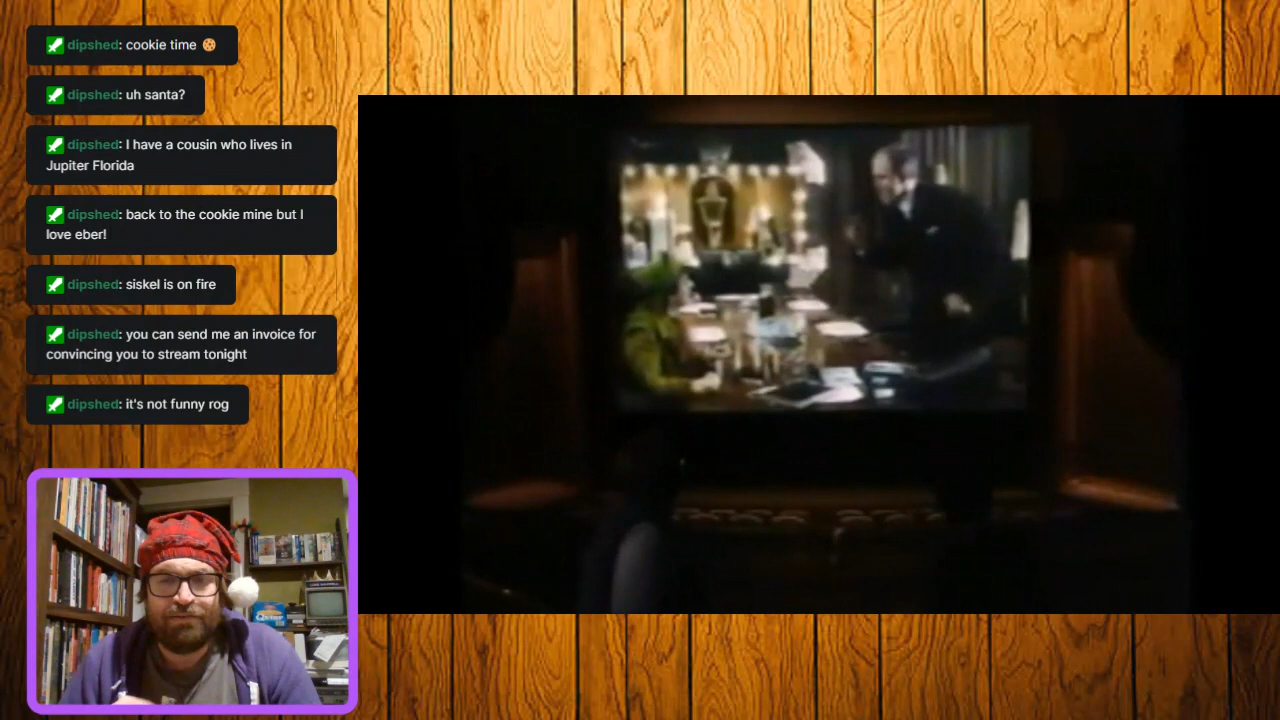 dipshed: cookie time 🍪
dipshed: uh santa?
dipshed: I have a cousin who lives in
Jupiter Florida
dipshed: back to the cookie mine but I
love eber!
dipshed: siskel is on fire
dipshed: you can send me an invoice for
convincing you to stream tonight
dipshed: it's not funny rog